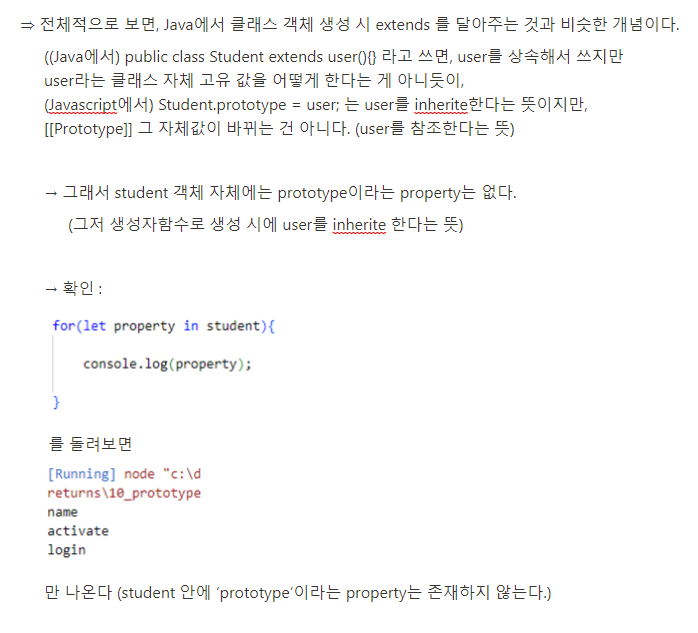 ⇒ 전체적으로 보면, Java에서 클래스 객체 생성 시 extends 를 달아주는 것과 비슷한 개념이다.
((Java에서) public class Student extends user(){} 라고 쓰면, user를 상속해서 쓰지만
user라는 클래스 자체 고유 값을 어떻게 한다는 게 아니듯이,
(Javascript에서) Student.prototype = user; 는 user를 inherite한다는 뜻이지만,
[[Prototype]] 그 자체값이 바뀌는 건 아니다. (user를 참조한다는 뜻)
→ 그래서 student 객체 자체에는 prototype이라는 property는 없다.
(그저 생성자함수로 생성 시에 user를 inherite 한다는 뜻)
→ 확인 :
for(let property in student){
console.log(property);
}
를 돌려보면
[Running] node "c:\d
returns\10_prototype
name
activate
login
만 나온다 (student 안에 ‘prototype’이라는 property는 존재하지 않는다.)